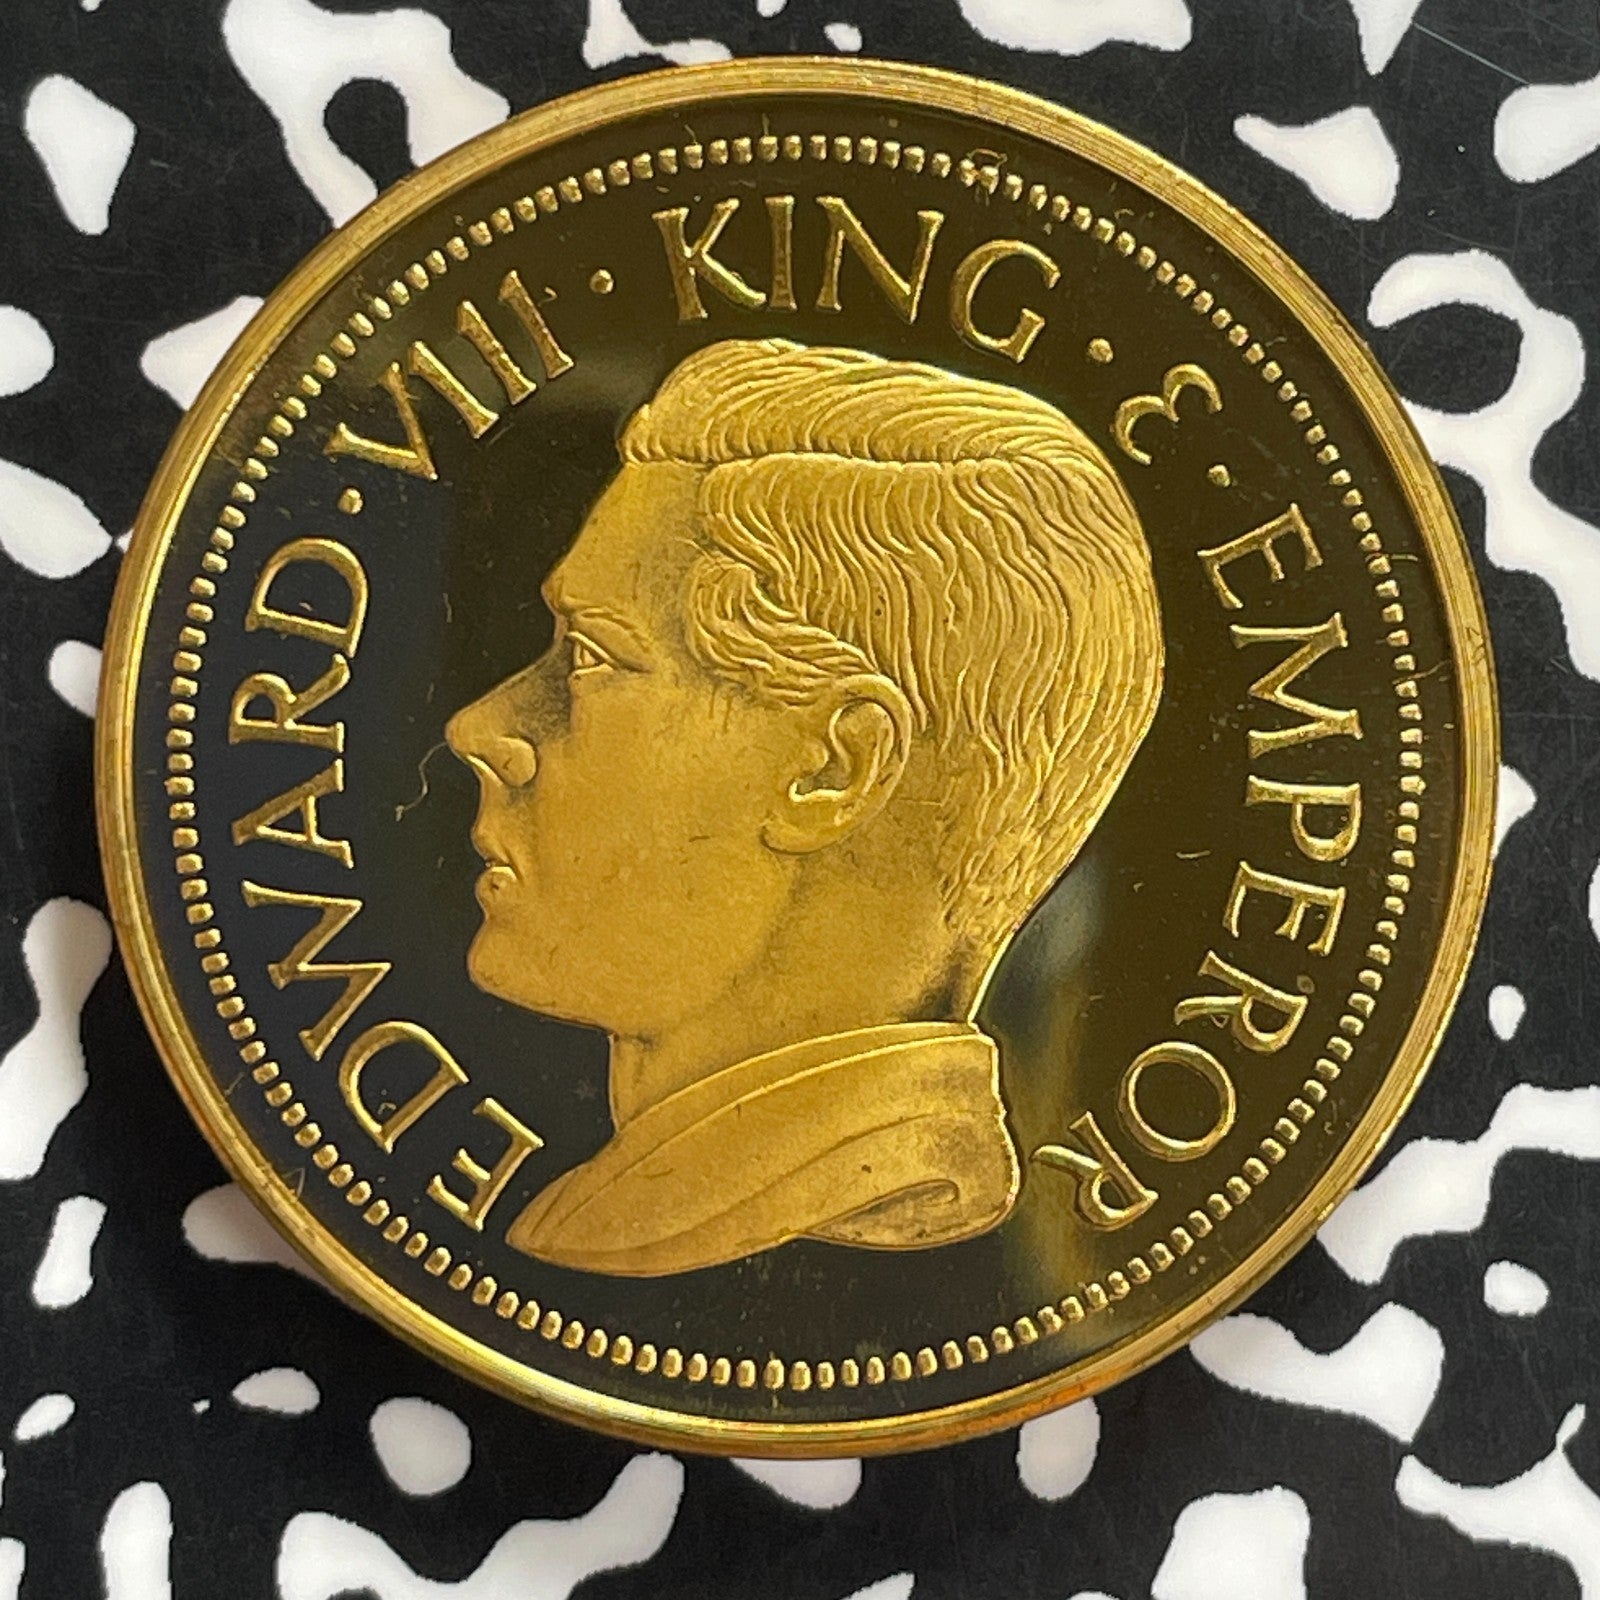 EDWARD · VIII · KING · & · EMPEROR